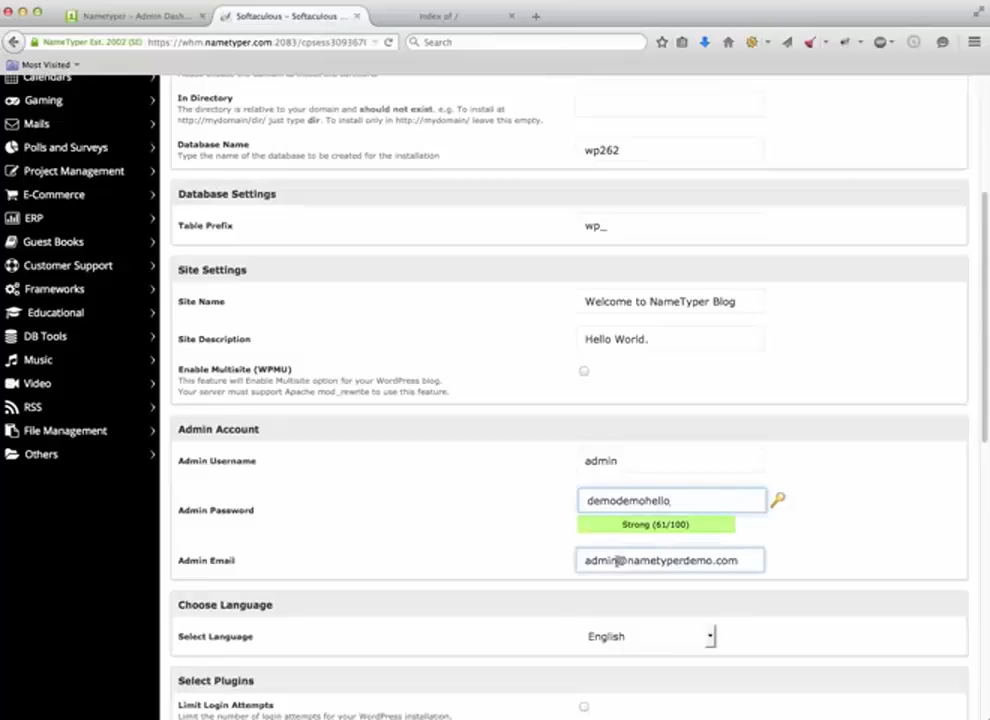 Nametyper - Admin Dash...
Softaculous - Softaculous ...
Index of /
NameTyper Est. 2002 (SE)
https://whm.nametyper.com:2083/cpsess309367
Search
Most Visited
Calendars
Gaming
Mails
Polls and Surveys
Project Management
E-Commerce
ERP
Guest Books
Customer Support
Frameworks
Educational
DB Tools
Music
Video
RSS
File Management
Others
In Directory
The directory is relative to your domain and should not exist. e.g. To install at
http://mydomain/dir/ just type dir. To install only in http://mydomain/ leave this empty.
Database Name
Type the name of the database to be created for the installation
wp262
Database Settings
Table Prefix
wp_
Site Settings
Site Name
Welcome to NameTyper Blog
Site Description
Hello World.
Enable Multisite (WPMU)
This feature will Enable Multisite option for your WordPress blog.
Your server must support Apache mod_rewrite to use this feature.
Admin Account
Admin Username
admin
Admin Password
demodemohello
Strong (61/100)
Admin Email
admin@nametyperdemo.com
Choose Language
Select Language
English
Select Plugins
Limit Login Attempts
Limit the number of login attempts for your WordPress installation.